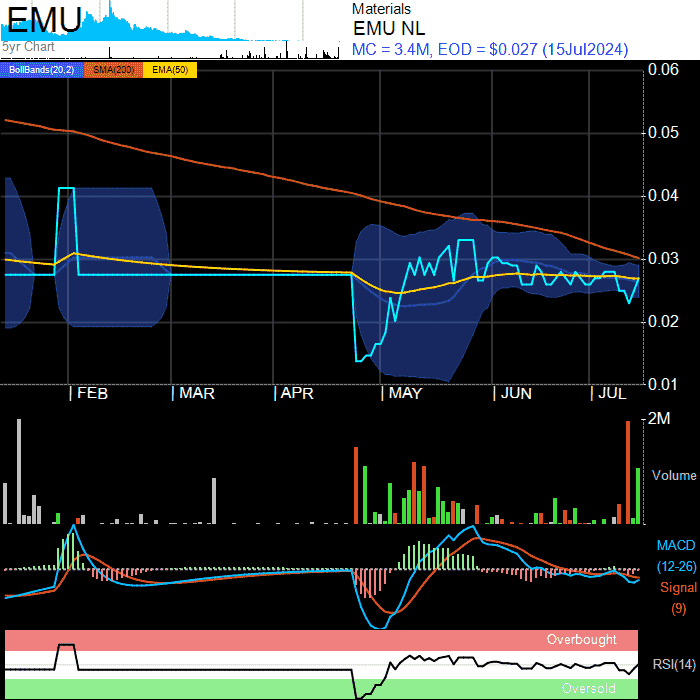 EMU
5yr Chart
Materials
EMU NL
MC = 3.4M, EOD = $0.027 (15Jul2024)
BollBands(20,2) SMA(200) EMA(50)
0.06
0.05
0.04
0.03
0.02
0.01
| FEB | MAR | APR | MAY | JUN | JUL
2M
Volume
MACD
(12-26)
Signal
(9)
Overbought
RSI(14)
Oversold